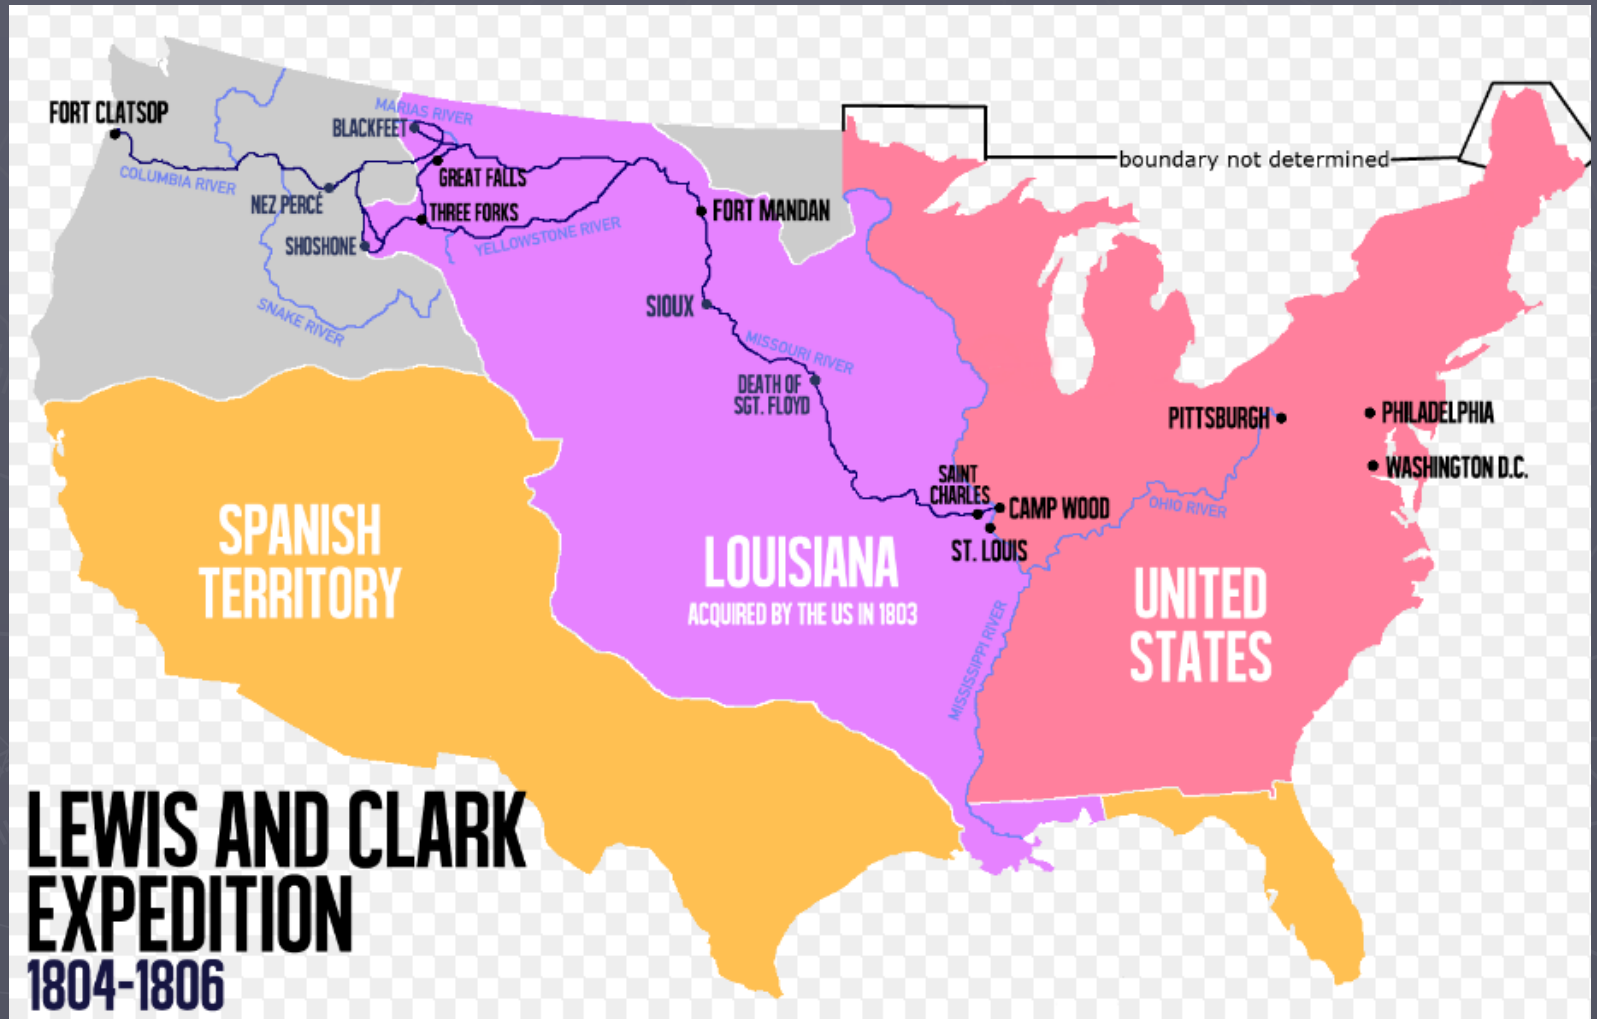 FORT CLATSOP
MARIAS RIVER
BLACKFEET
boundary not determined
COLUMBIA RIVER
GREAT FALLS
NEZ PERCÉ
THREE FORKS
FORT MANDAN
SHOSHONE
YELLOWSTONE RIVER
SNAKE RIVER
SIOUX
MISSOURI RIVER
DEATH OF
SGT. FLOYD
PITTSBURGH
PHILADELPHIA
WASHINGTON D.C.
SAINT
CHARLES
CAMP WOOD
OHIO RIVER
ST. LOUIS
SPANISH
TERRITORY
LOUISIANA
ACQUIRED BY THE US IN 1803
MISSISSIPPI RIVER
UNITED
STATES
LEWIS AND CLARK
EXPEDITION
1804-1806